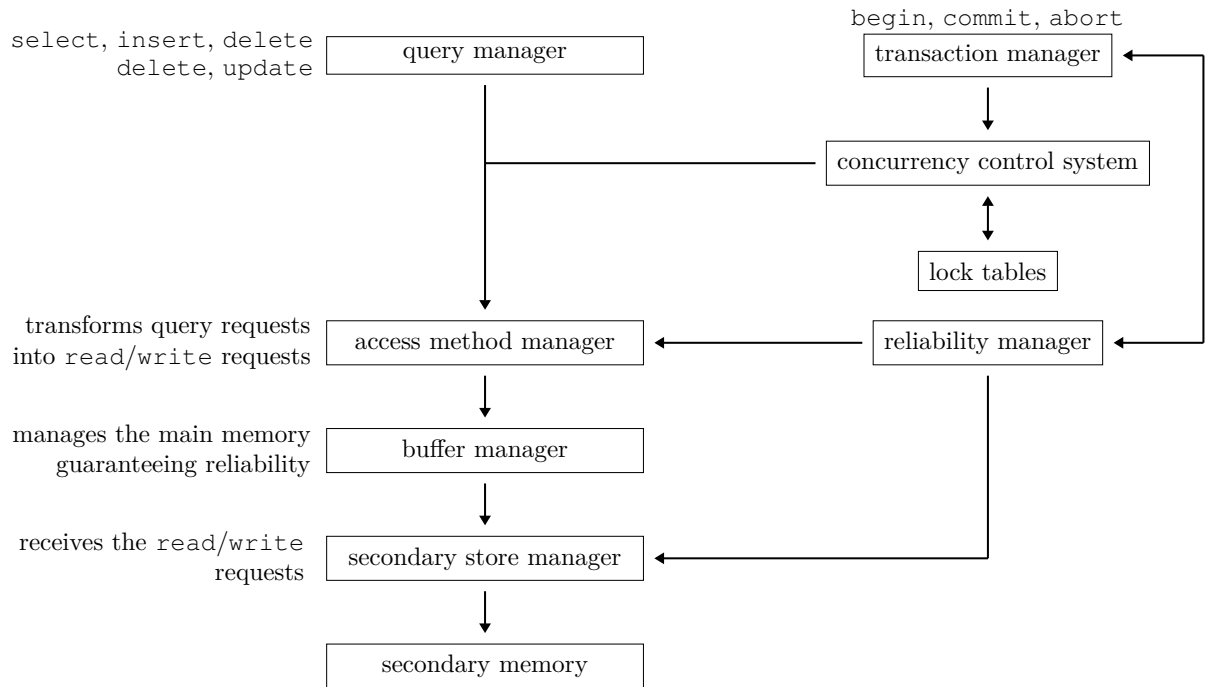 begin, commit, abort
select, insert, delete
delete, update
query manager
transaction manager
concurrency control system
lock tables
transforms query requests
into read/write requests
access method manager
reliability manager
manages the main memory
guaranteeing reliability
buffer manager
receives the read/write
requests
secondary store manager
secondary memory